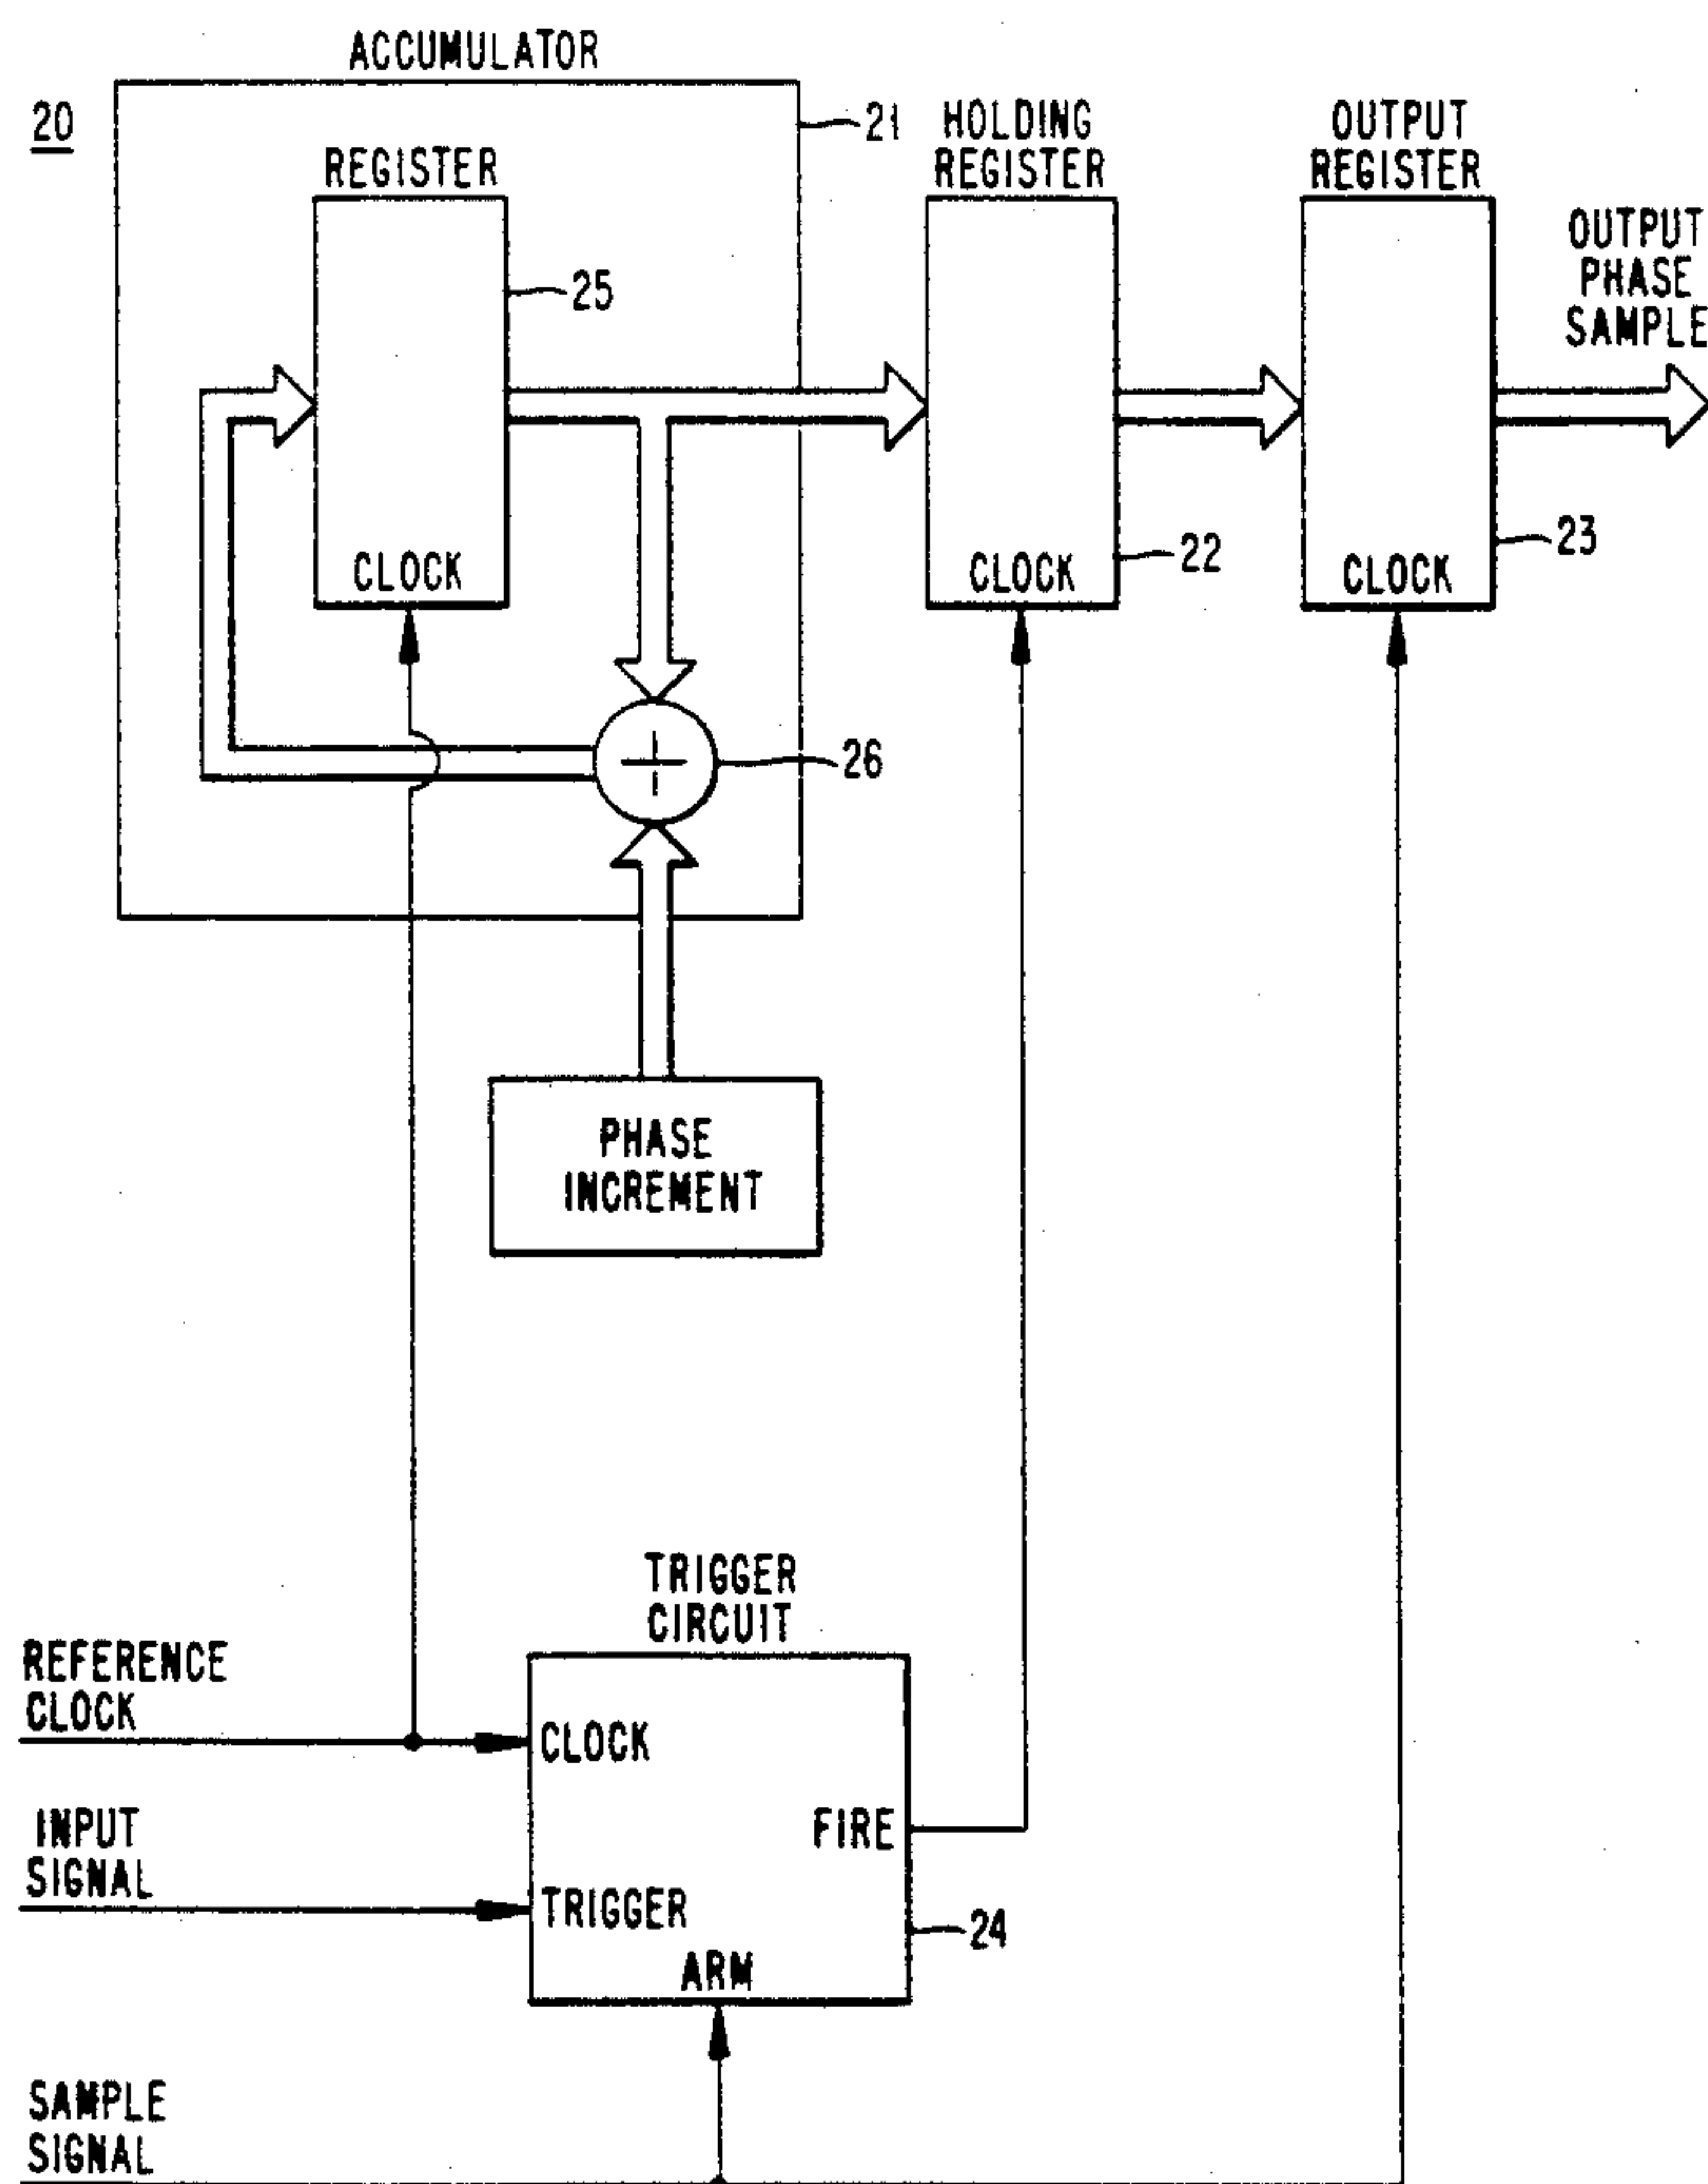 ACCUMULATOR
20
21
HOLDING
REGISTER
OUTPUT
REGISTER
REGISTER
OUTPUT
PHASE
SAMPLE
25
CLOCK
CLOCK
22
CLOCK
23
26
PHASE
INCREMENT
TRIGGER
CIRCUIT
REFERENCE
CLOCK
CLOCK
INPUT
SIGNAL
FIRE
TRIGGER
24
ARM
SAMPLE
SIGNAL